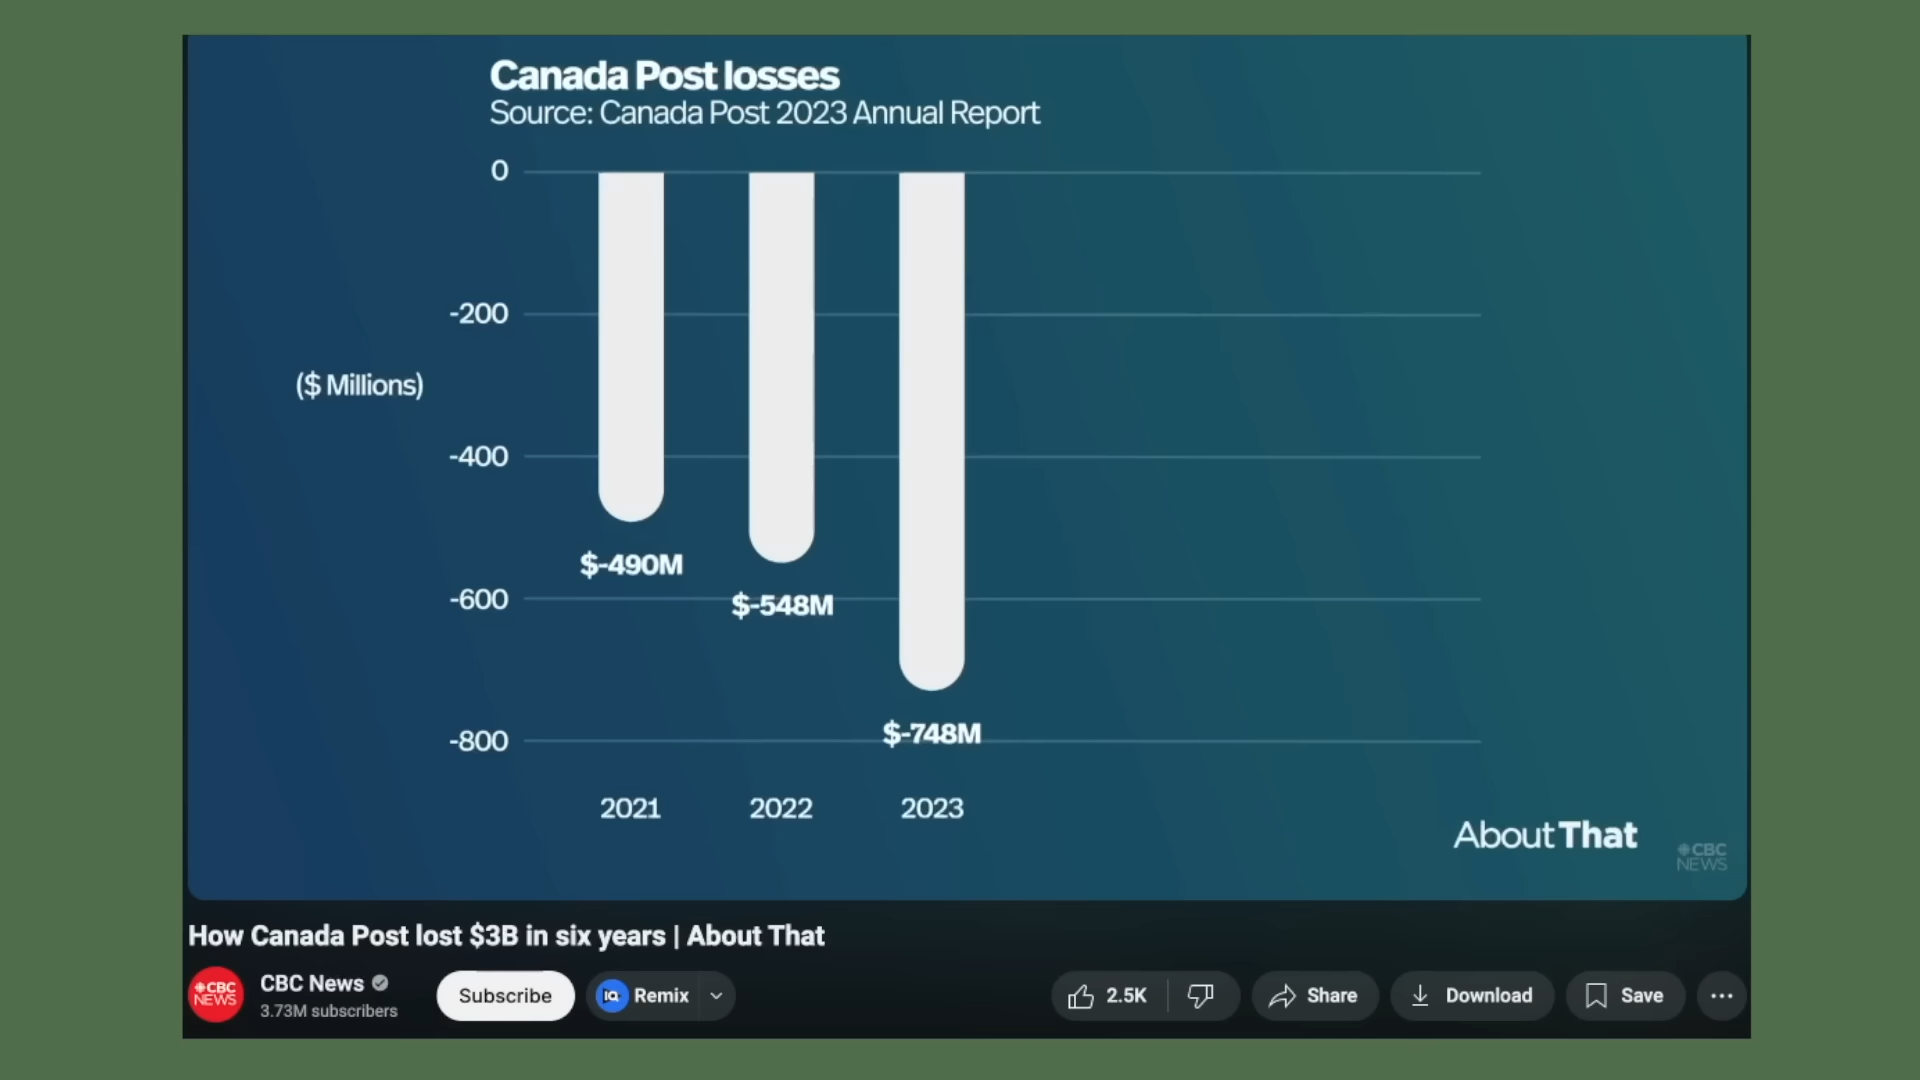 Canada Post losses
Source: Canada Post 2023 Annual Report
0
-200
($ Millions)
-400
$-490M
-600
$-548M
$-748M
-800
2021 2022 2023
About That
CBC
NEWS
How Canada Post lost $3B in six years | About That
CBC
NEWS
CBC News
3.73M subscribers
Subscribe
IQ
Remix
2.5K
Share
Download
Save